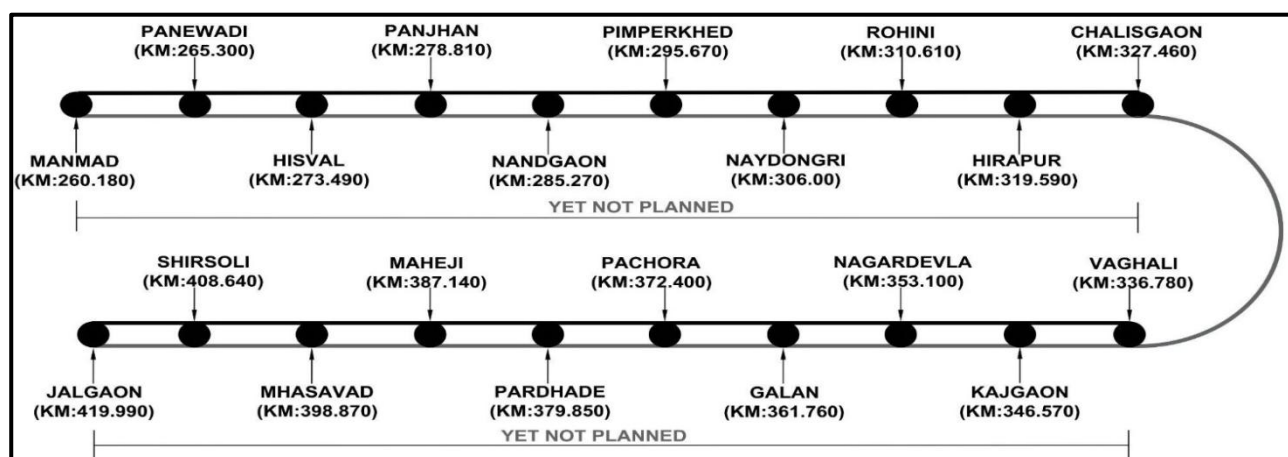 PANEWADI
(KM:265.300)
PANJHAN
(KM:278.810)
PIMPERKHED
(KM:295.670)
ROHINI
(KM:310.610)
CHALISGAON
(KM:327.460)
MANMAD
(KM:260.180)
HISVAL
(KM:273.490)
NANDGAON
(KM:285.270)
NAYDONGRI
(KM:306.00)
HIRAPUR
(KM:319.590)
YET NOT PLANNED
SHIRSOLI
(KM:408.640)
MAHEJI
(KM:387.140)
PACHORA
(KM:372.400)
NAGARDEVLA
(KM:353.100)
VAGHALI
(KM:336.780)
JALGAON
(KM:419.990)
MHASAVAD
(KM:398.870)
PARDHADE
(KM:379.850)
GALAN
(KM:361.760)
KAJGAON
(KM:346.570)
YET NOT PLANNED